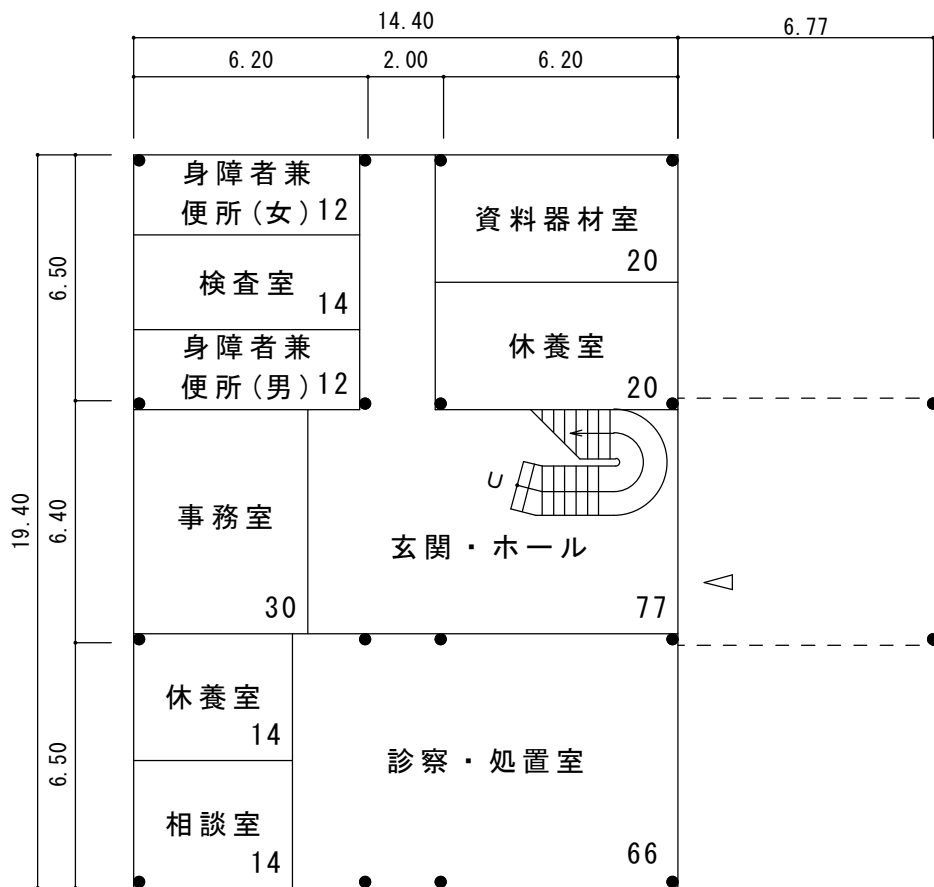 14.40
6.77
6.20
2.00
6.20
身障者兼
便所(女)12
検査室
14
身障者兼
便所(男)12
資料器材室
20
休養室
20
6.50
19.40
6.40
6.50
事務室
30
U
玄関・ホール
77
休養室
14
相談室
14
診察・処置室
66